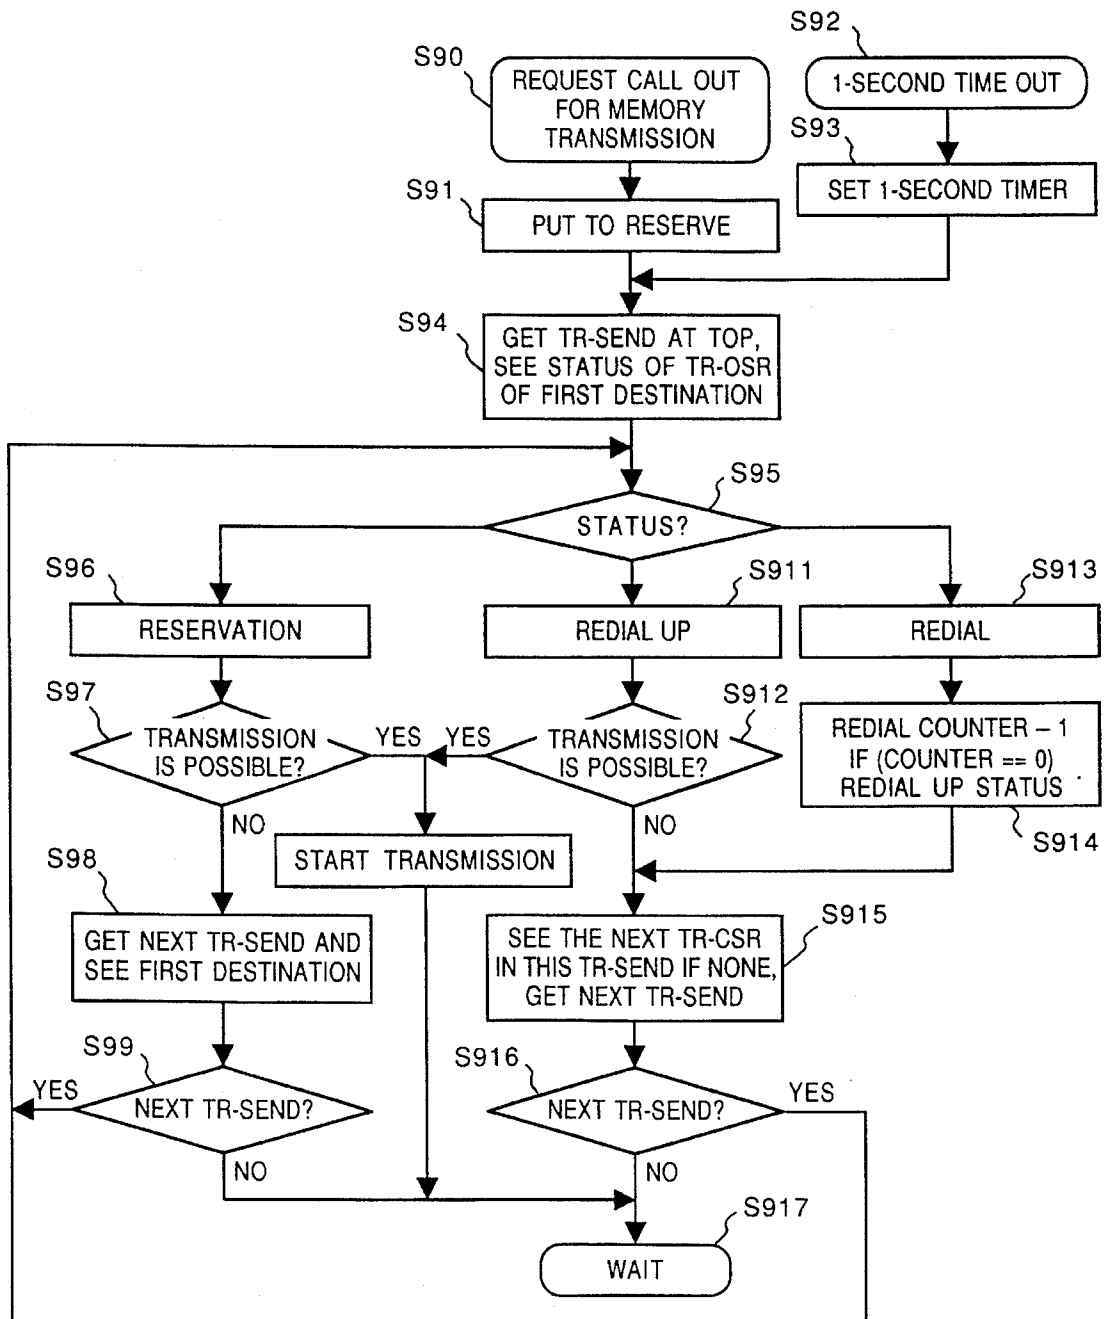 S90
REQUEST CALL OUT
FOR MEMORY
TRANSMISSION
S92
1-SECOND TIME OUT
S93
SET 1-SECOND TIMER
S91
PUT TO RESERVE
S94
GET TR-SEND AT TOP,
SEE STATUS OF TR-OSR
OF FIRST DESTINATION
S95
STATUS?
S96
RESERVATION
S911
REDIAL UP
S913
REDIAL
S97
TRANSMISSION
IS POSSIBLE?
YES
YES
S912
TRANSMISSION
IS POSSIBLE?
REDIAL COUNTER – 1
IF (COUNTER == 0)
REDIAL UP STATUS
S914
NO
NO
START TRANSMISSION
S98
GET NEXT TR-SEND AND
SEE FIRST DESTINATION
S915
SEE THE NEXT TR-CSR
IN THIS TR-SEND IF NONE,
GET NEXT TR-SEND
S99
YES
NEXT TR-SEND?
NO
S916
NEXT TR-SEND?
YES
NO
S917
WAIT